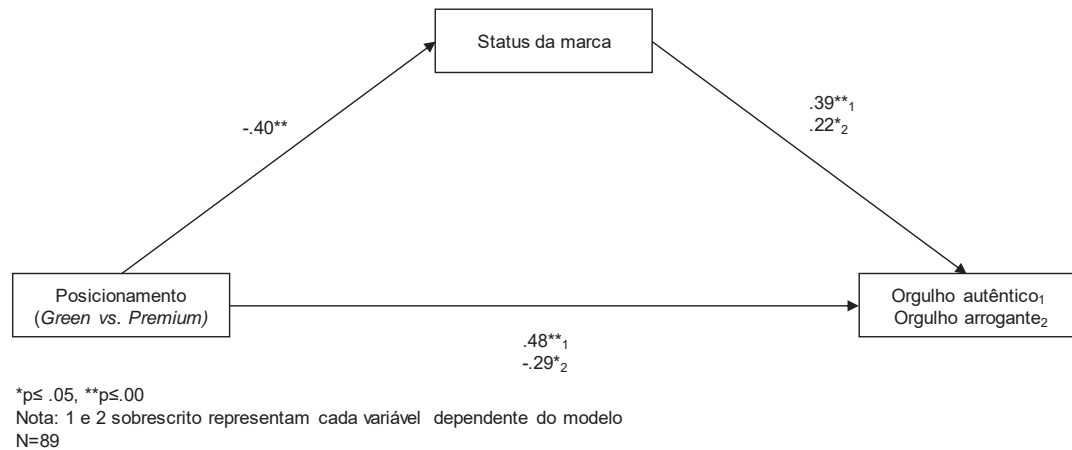 Status da marca
-.40**
.39**₁
.22*₂
Posicionamento
(Green vs. Premium)
Orgulho autêntico₁
Orgulho arrogante₂
.48**₁
-.29*₂
*p≤ .05, **p≤.00
Nota: 1 e 2 sobrescrito representam cada variável dependente do modelo
N=89